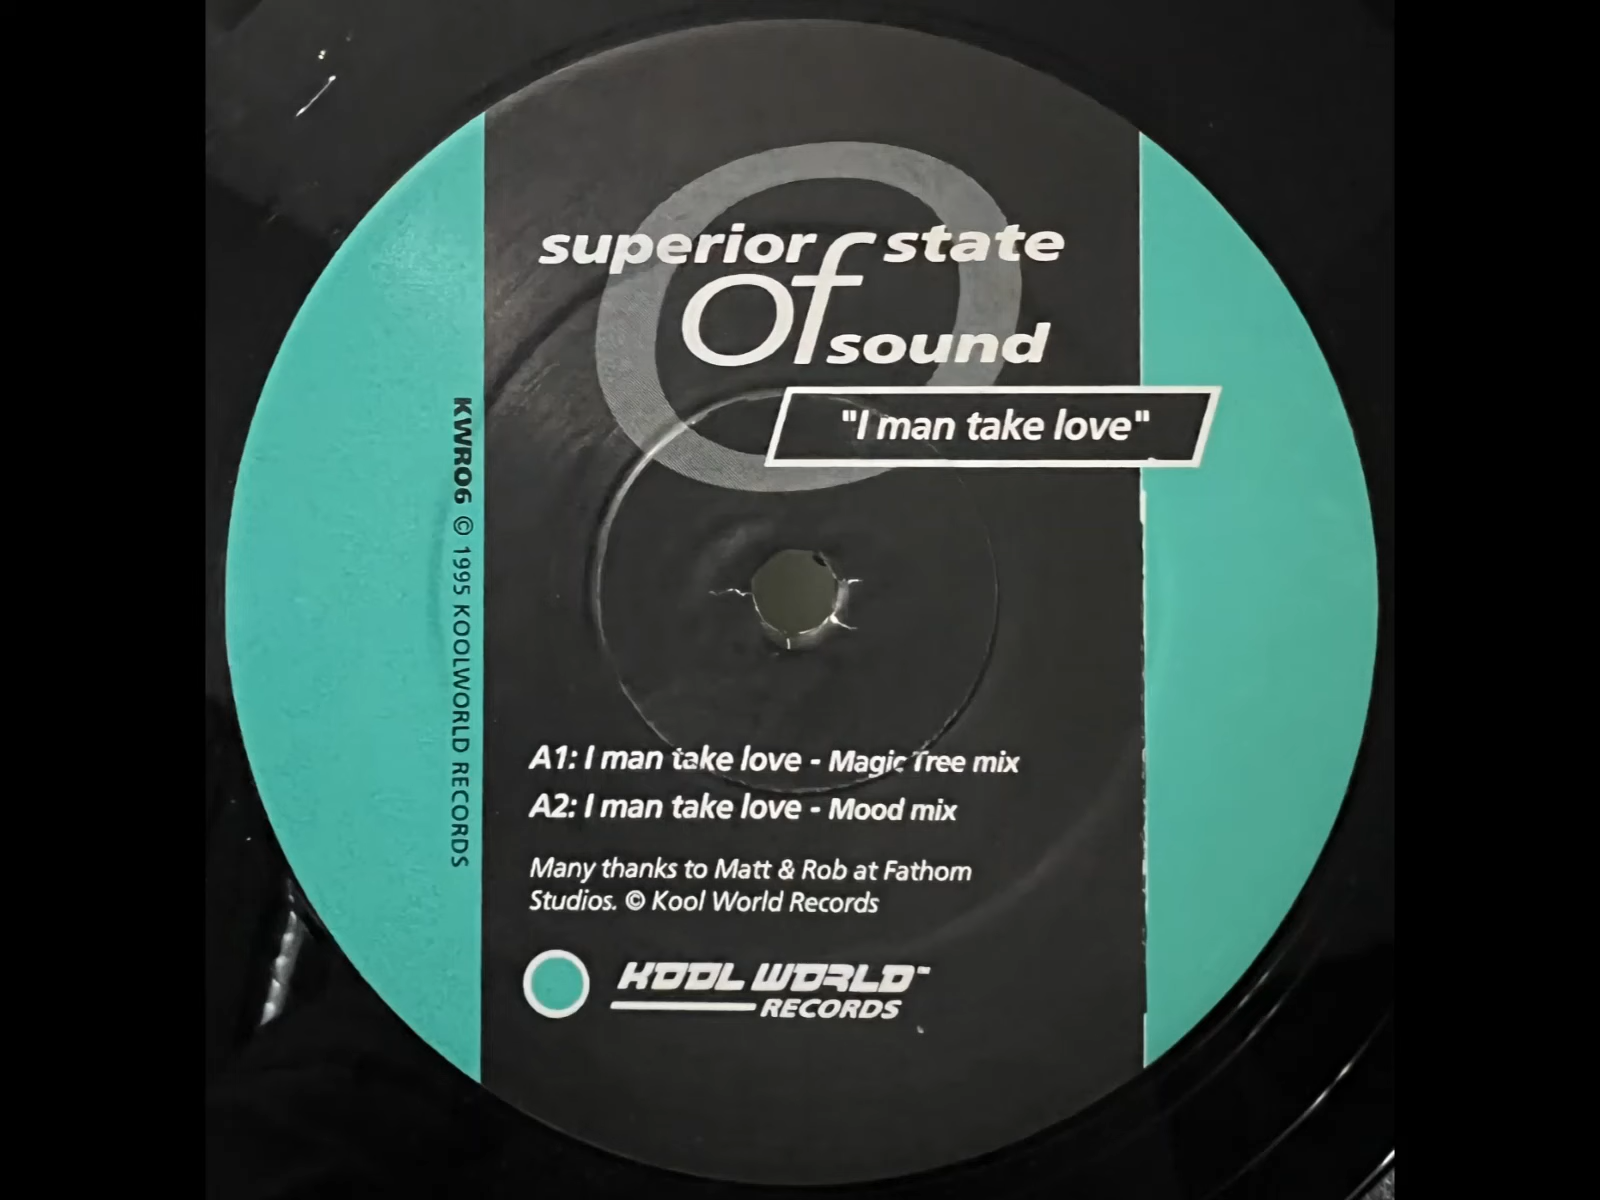 superior state
of sound
"I man take love"
KWR06 © 1995 KOOLWORLD RECORDS
A1: I man take love - Magic Tree mix
A2: I man take love - Mood mix
Many thanks to Matt & Rob at Fathom
Studios. © Kool World Records
KOOL WORLD™
RECORDS